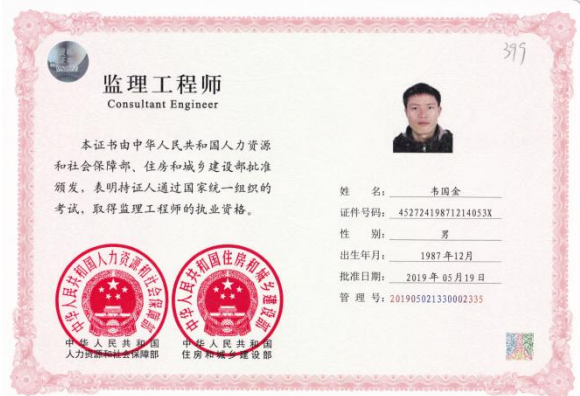 399
监理工程师
Consultant Engineer
本证书由中华人民共和国人力资源
和社会保障部、住房和城乡建设部批准
颁发，表明持证人通过国家统一组织的
考试，取得监理工程师的执业资格。
中华人民共和国人力资源和社会保障部
中华人民共和国住房和城乡建设部
中华人民共和国
人力资源和社会保障部
中华人民共和国
住房和城乡建设部
姓 名: 韦国金
证件号码: 45272419871214053X
性 别: 男
出生年月: 1987年12月
批准日期: 2019年05月19日
管 理 号: 201905021330002335